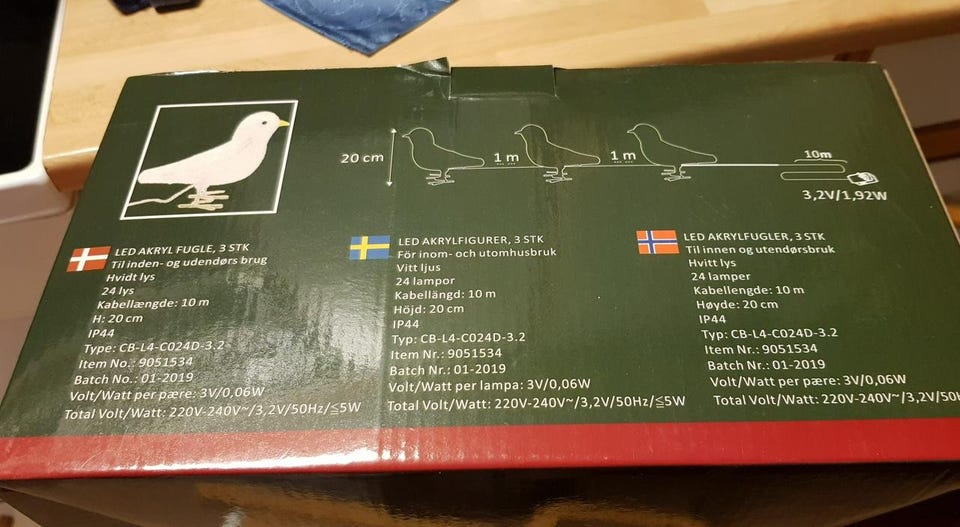 20 cm
1 m
1 m
10m
3,2V/1,92W
LED AKRYL FUGLE, 3 STK
Til inden- og udendørs brug
Hvidt lys
24 lys
Kabellængde: 10 m
H: 20 cm
IP44
Type: CB-L4-C024D-3.2
Item No.: 9051534
Batch No.: 01-2019
Volt/Watt per pære: 3V/0,06W
Total Volt/Watt: 220V-240V~/3,2V/50Hz/≦5W
LED AKRYLFIGURER, 3 STK
För inom- och utomhusbruk
Vitt ljus
24 lampor
Kabellängd: 10 m
Höjd: 20 cm
IP44
Typ: CB-L4-C024D-3.2
Item Nr.: 9051534
Batch Nr.: 01-2019
Volt/Watt per lampa: 3V/0,06W
Total Volt/Watt: 220V-240V~/3,2V/50Hz/≦5W
LED AKRYLFUGLER, 3 STK
Til innen og utendørsbruk
Hvitt lys
24 lamper
Kabellengde: 10 m
Høyde: 20 cm
IP44
Typ: CB-L4-C024D-3.2
Item Nr.: 9051534
Batch Nr.: 01-2019
Volt/Watt per pære: 3V/0,06W
Total Volt/Watt: 220V-240V~/3,2V/50H